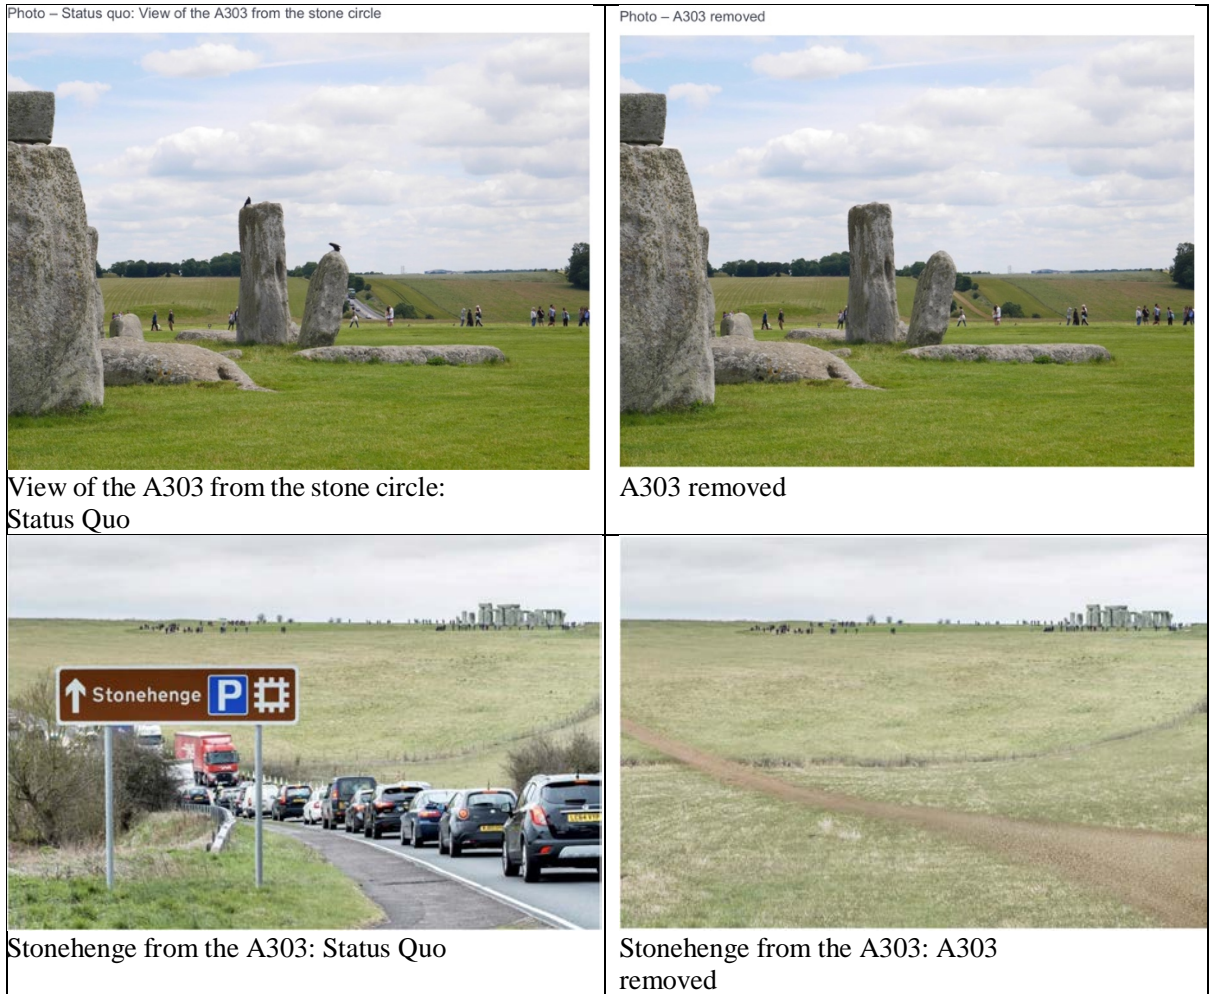 Photo – Status quo: View of the A303 from the stone circle
Photo – A303 removed
View of the A303 from the stone circle:
Status Quo
A303 removed
Stonehenge P
Stonehenge from the A303: Status Quo
Stonehenge from the A303: A303
removed